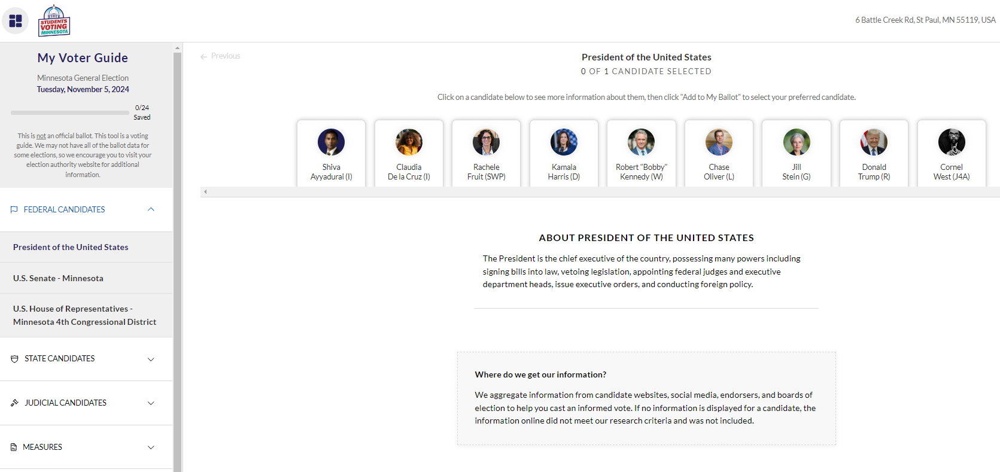 STUDENTS
VOTING
MINNESOTA
6 Battle Creek Rd, St Paul, MN 55119, USA
My Voter Guide
Minnesota General Election
Tuesday, November 5, 2024
0/24
Saved
This is not an official ballot. This tool is a voting
guide. We may not have all of the ballot data for
some elections, so we encourage you to visit your
election authority website for additional
information.
FEDERAL CANDIDATES
President of the United States
U.S. Senate - Minnesota
U.S. House of Representatives -
Minnesota 4th Congressional District
STATE CANDIDATES
JUDICIAL CANDIDATES
MEASURES
Previous
President of the United States
0 OF 1 CANDIDATE SELECTED
Click on a candidate below to see more information about them, then click "Add to My Ballot" to select your preferred candidate.
Shiva
Ayyadurai (I)
Claudia
De la Cruz (I)
Rachele
Fruit (SWP)
Kamala
Harris (D)
Robert "Bobby"
Kennedy (W)
Chase
Oliver (L)
Jill
Stein (G)
Donald
Trump (R)
Cornel
West (J4A)
ABOUT PRESIDENT OF THE UNITED STATES
The President is the chief executive of the country, possessing many powers including
signing bills into law, vetoing legislation, appointing federal judges and executive
department heads, issue executive orders, and conducting foreign policy.
Where do we get our information?
We aggregate information from candidate websites, social media, endorsers, and boards of
election to help you cast an informed vote. If no information is displayed for a candidate, the
information online did not meet our research criteria and was not included.